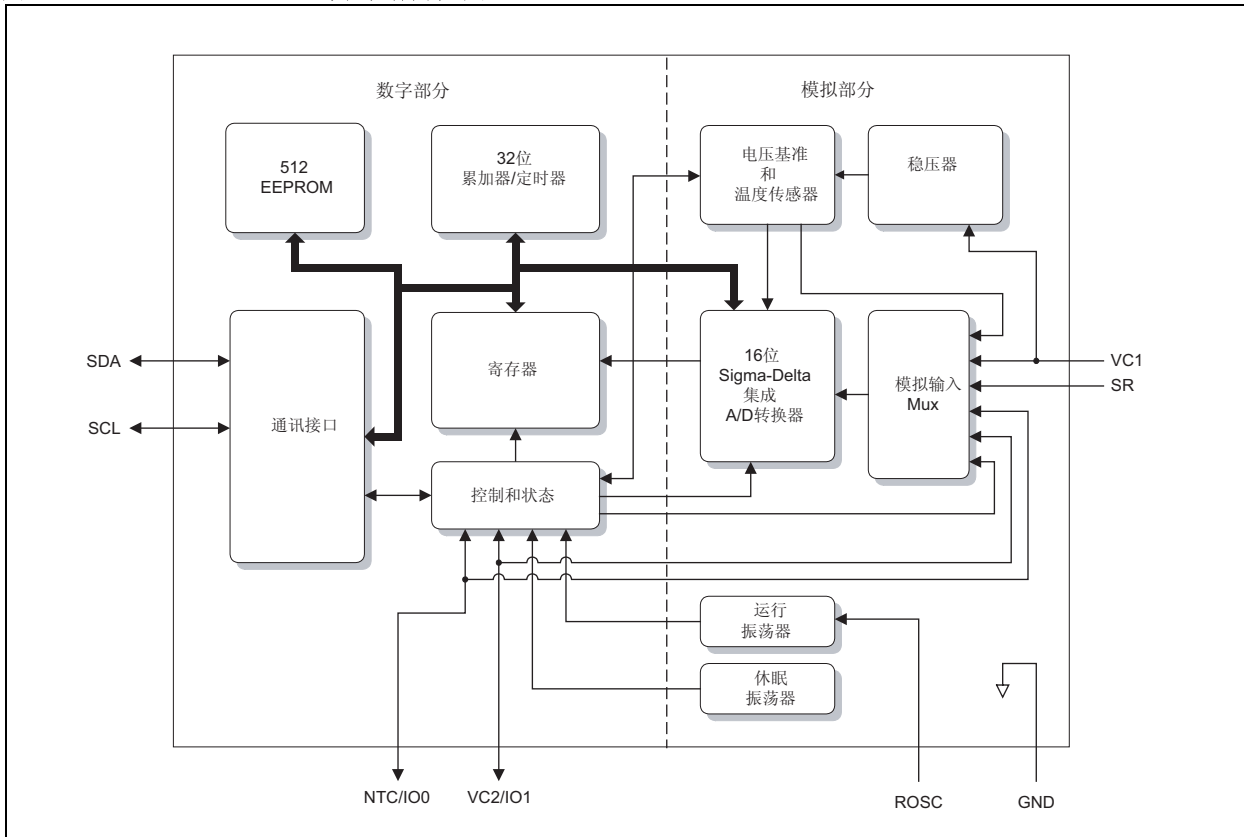 数字部分
模拟部分
512
EEPROM
32位
累加器/定时器
电压基准
和
温度传感器
稳压器
SDA
SCL
通讯接口
寄存器
16位
Sigma-Delta
集成
A/D转换器
模拟输入
Mux
VC1
SR
控制和状态
运行
振荡器
休眠
振荡器
NTC/IO0
VC2/IO1
ROSC
GND